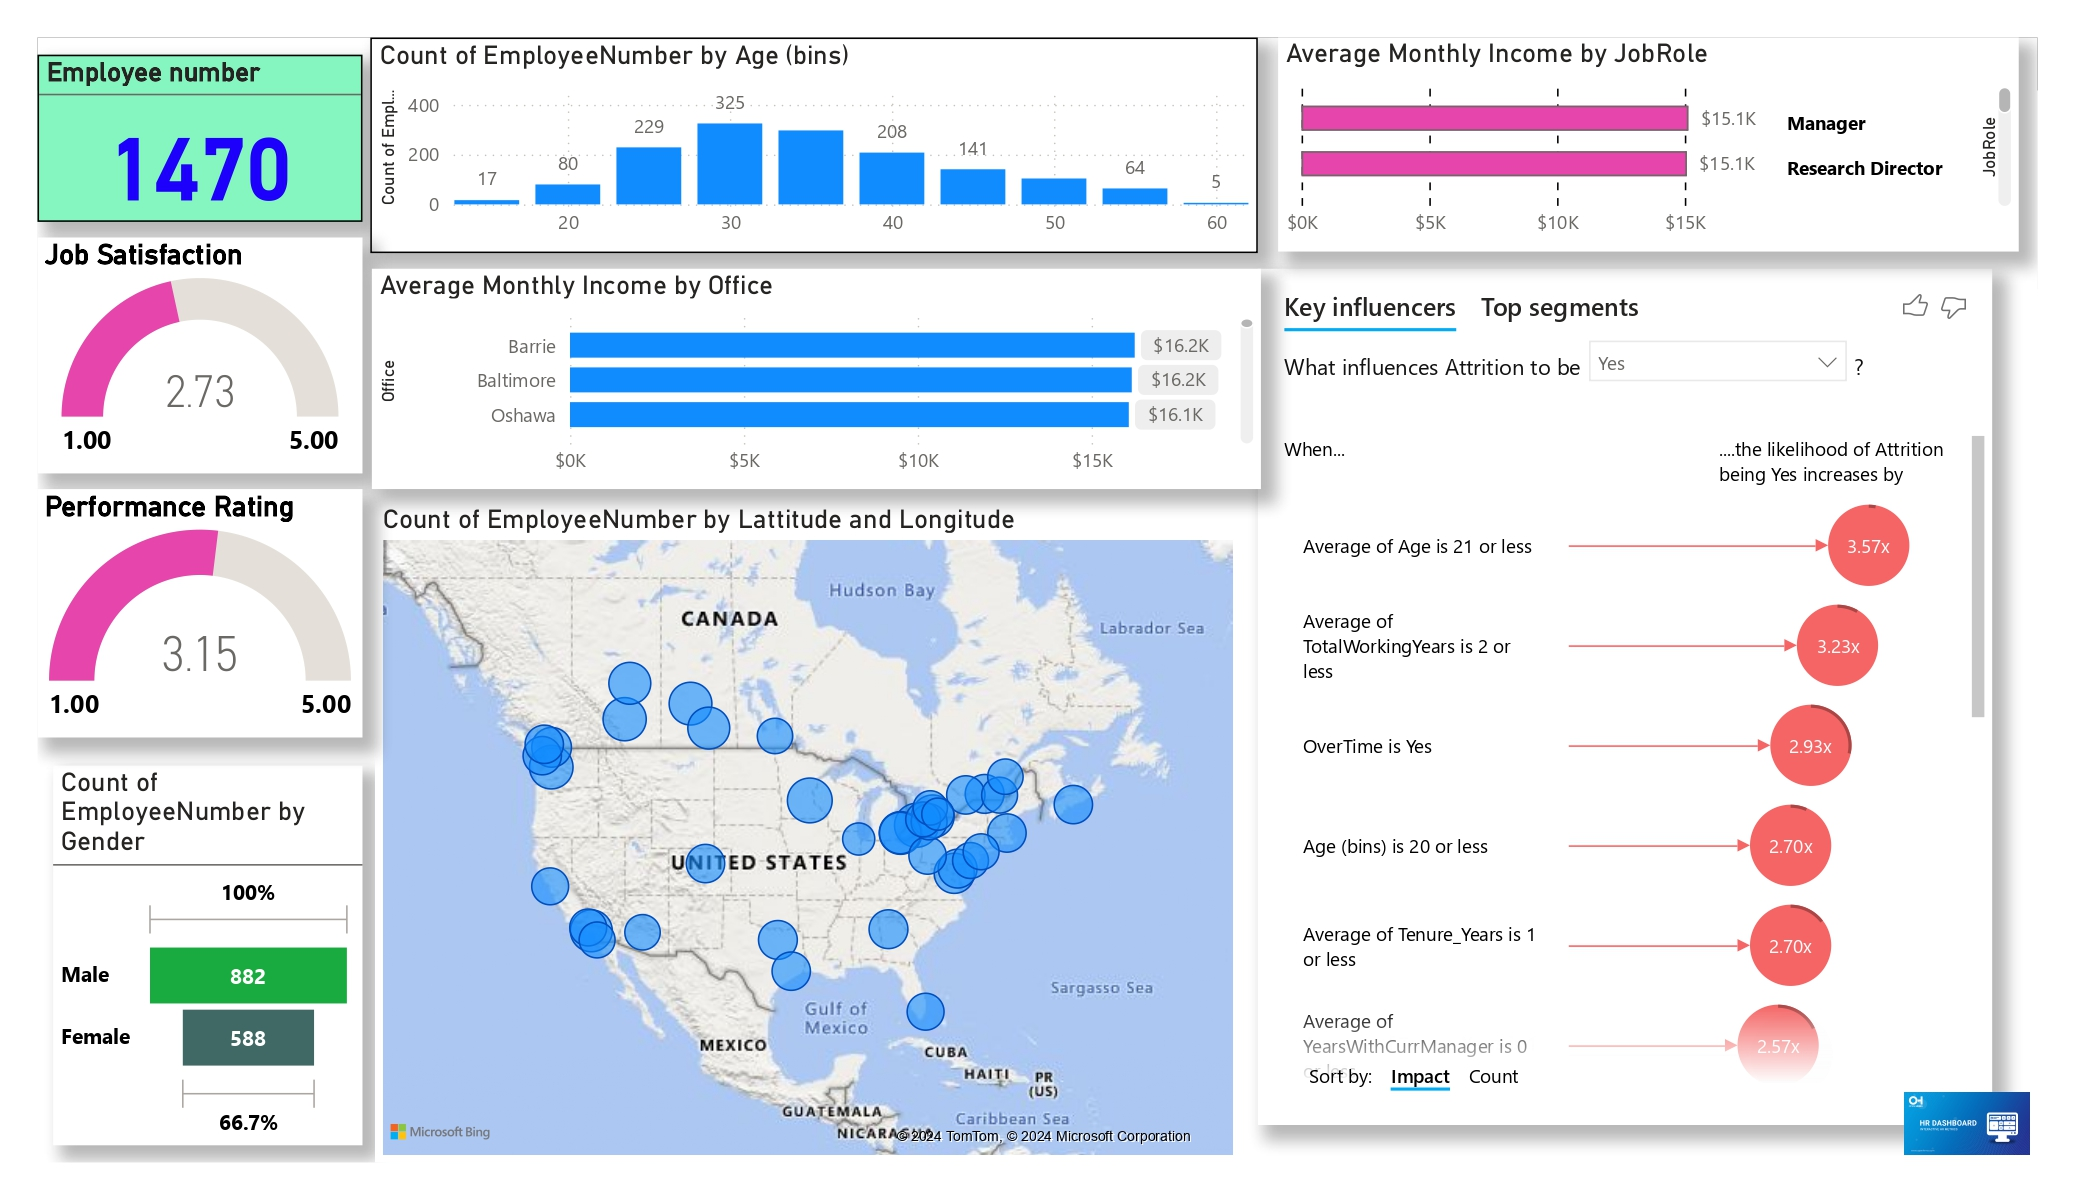 Employee number
1470
Job Satisfaction
2.73
1.00
5.00
Performance Rating
3.15
1.00
5.00
Count of
EmployeeNumber by
Gender
100%
Male
882
Female
588
66.7%
Count of EmployeeNumber by Age (bins)
Count of Empl...
400
200
0
17
80
229
325
208
141
64
5
20
30
40
50
60
Average Monthly Income by Office
Office
Barrie
$16.2K
Baltimore
$16.2K
Oshawa
$16.1K
$0K
$5K
$10K
$15K
Count of EmployeeNumber by Lattitude and Longitude
Hudson Bay
CANADA
Labrador Sea
UNITED STATES
Sargasso Sea
Gulf of
Mexico
MEXICO
CUBA
HAITI
PR
(US)
GUATEMALA
Caribbean Sea
Microsoft Bing
© 2024 TomTom, © 2024 Microsoft Corporation
Average Monthly Income by JobRole
$15.1K
Manager
$15.1K
Research Director
JobRole
$0K
$5K
$10K
$15K
Key influencers
Top segments
What influences Attrition to be
Yes
?
When...
....the likelihood of Attrition
being Yes increases by
Average of Age is 21 or less
3.57x
Average of
TotalWorkingYears is 2 or
less
3.23x
OverTime is Yes
2.93x
Age (bins) is 20 or less
2.70x
Average of Tenure_Years is 1
or less
2.70x
Average of
YearsWithCurrManager is 0
2.57x
Sort by:
Impact
Count
HR DASHBOARD